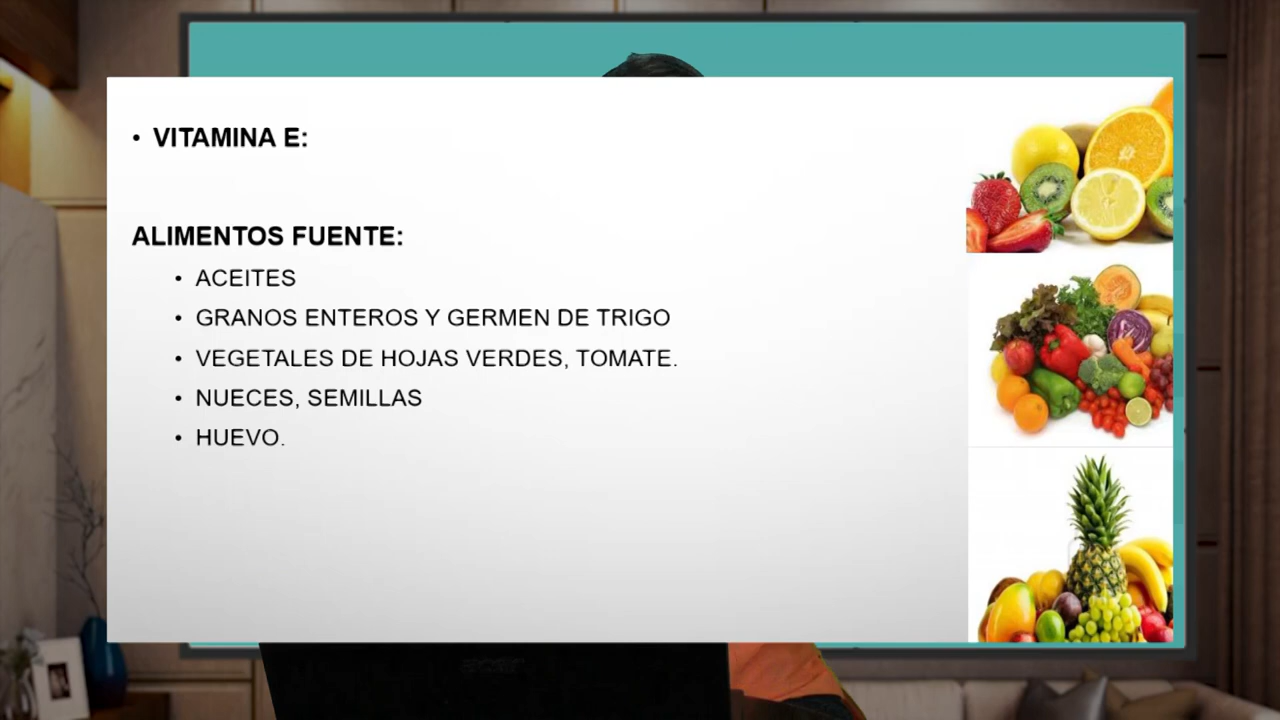 • VITAMINA E:
ALIMENTOS FUENTE:
• ACEITES
• GRANOS ENTEROS Y GERMEN DE TRIGO
• VEGETALES DE HOJAS VERDES, TOMATE.
• NUECES, SEMILLAS
• HUEVO.